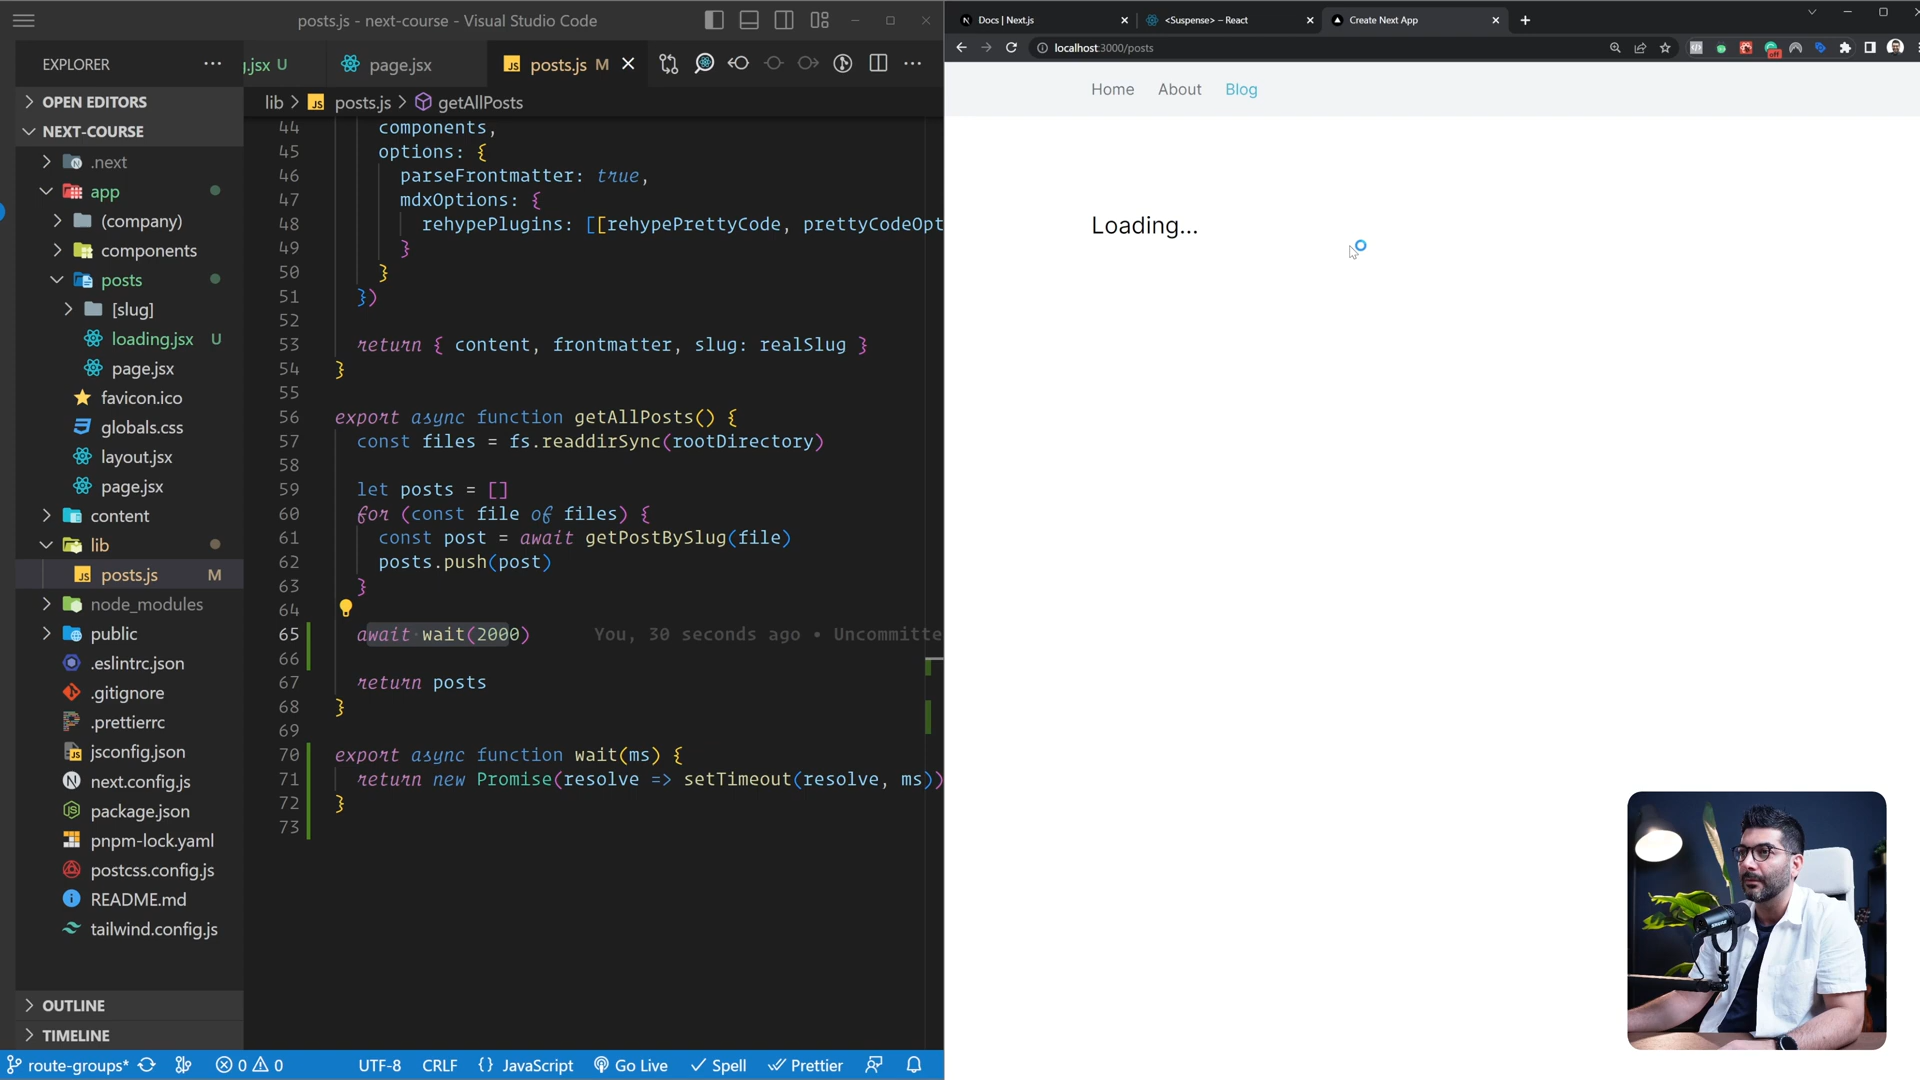 posts.js - next-course - Visual Studio Code
EXPLORER
g.jsx U
page.jsx
posts.js M
OPEN EDITORS
NEXT-COURSE
.next
app
(company)
components
posts
[slug]
loading.jsx U
page.jsx
favicon.ico
globals.css
layout.jsx
page.jsx
content
lib
posts.js M
node_modules
public
.eslintrc.json
.gitignore
.prettierrc
jsconfig.json
next.config.js
package.json
pnpm-lock.yaml
postcss.config.js
README.md
tailwind.config.js
OUTLINE
TIMELINE
lib > posts.js > getAllPosts
44 components,
45 options: {
46 parseFrontmatter: true,
47 mdxOptions: {
48 rehypePlugins: [[rehypePrettyCode, prettyCodeOpt
49 }
50 }
51 })
52
53 return { content, frontmatter, slug: realSlug }
54 }
55
56 export async function getAllPosts() {
57 const files = fs.readdirSync(rootDirectory)
58
59 let posts = []
60 for (const file of files) {
61 const post = await getPostBySlug(file)
62 posts.push(post)
63 }
64
65 await wait(2000) You, 30 seconds ago • Uncommitte
66
67 return posts
68 }
69
70 export async function wait(ms) {
71 return new Promise(resolve => setTimeout(resolve, ms))
72 }
73
route-groups* 0 0 UTF-8 CRLF {} JavaScript Go Live Spell Prettier
Docs | Next.js
<Suspense> – React
Create Next App
localhost:3000/posts
Home About Blog
Loading...